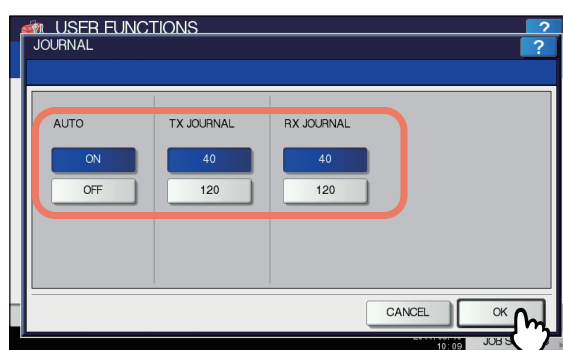 USER FUNCTIONS ?
JOURNAL ?
AUTO TX JOURNAL RX JOURNAL
ON 40 40
OFF 120 120
CANCEL OK
10:09 JOB S